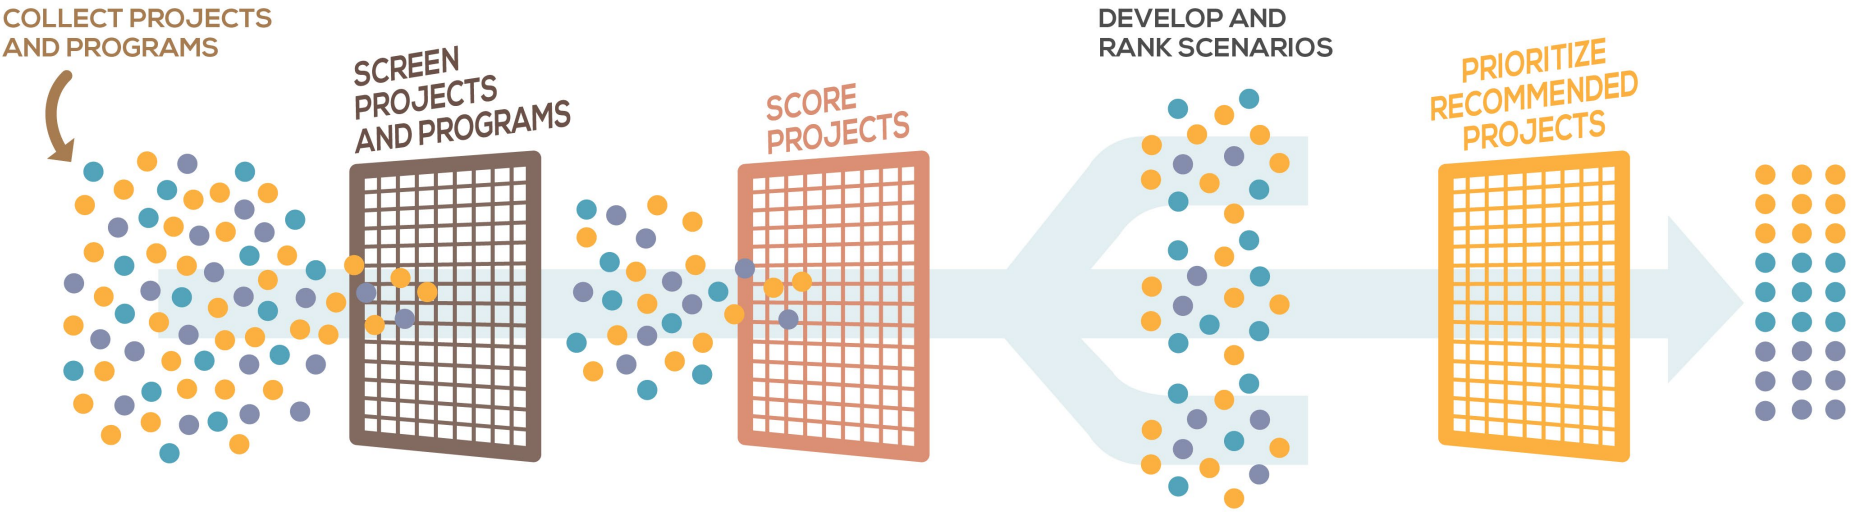 COLLECT PROJECTS
AND PROGRAMS
SCREEN
PROJECTS
AND PROGRAMS
SCORE
PROJECTS
DEVELOP AND
RANK SCENARIOS
PRIORITIZE
RECOMMENDED
PROJECTS